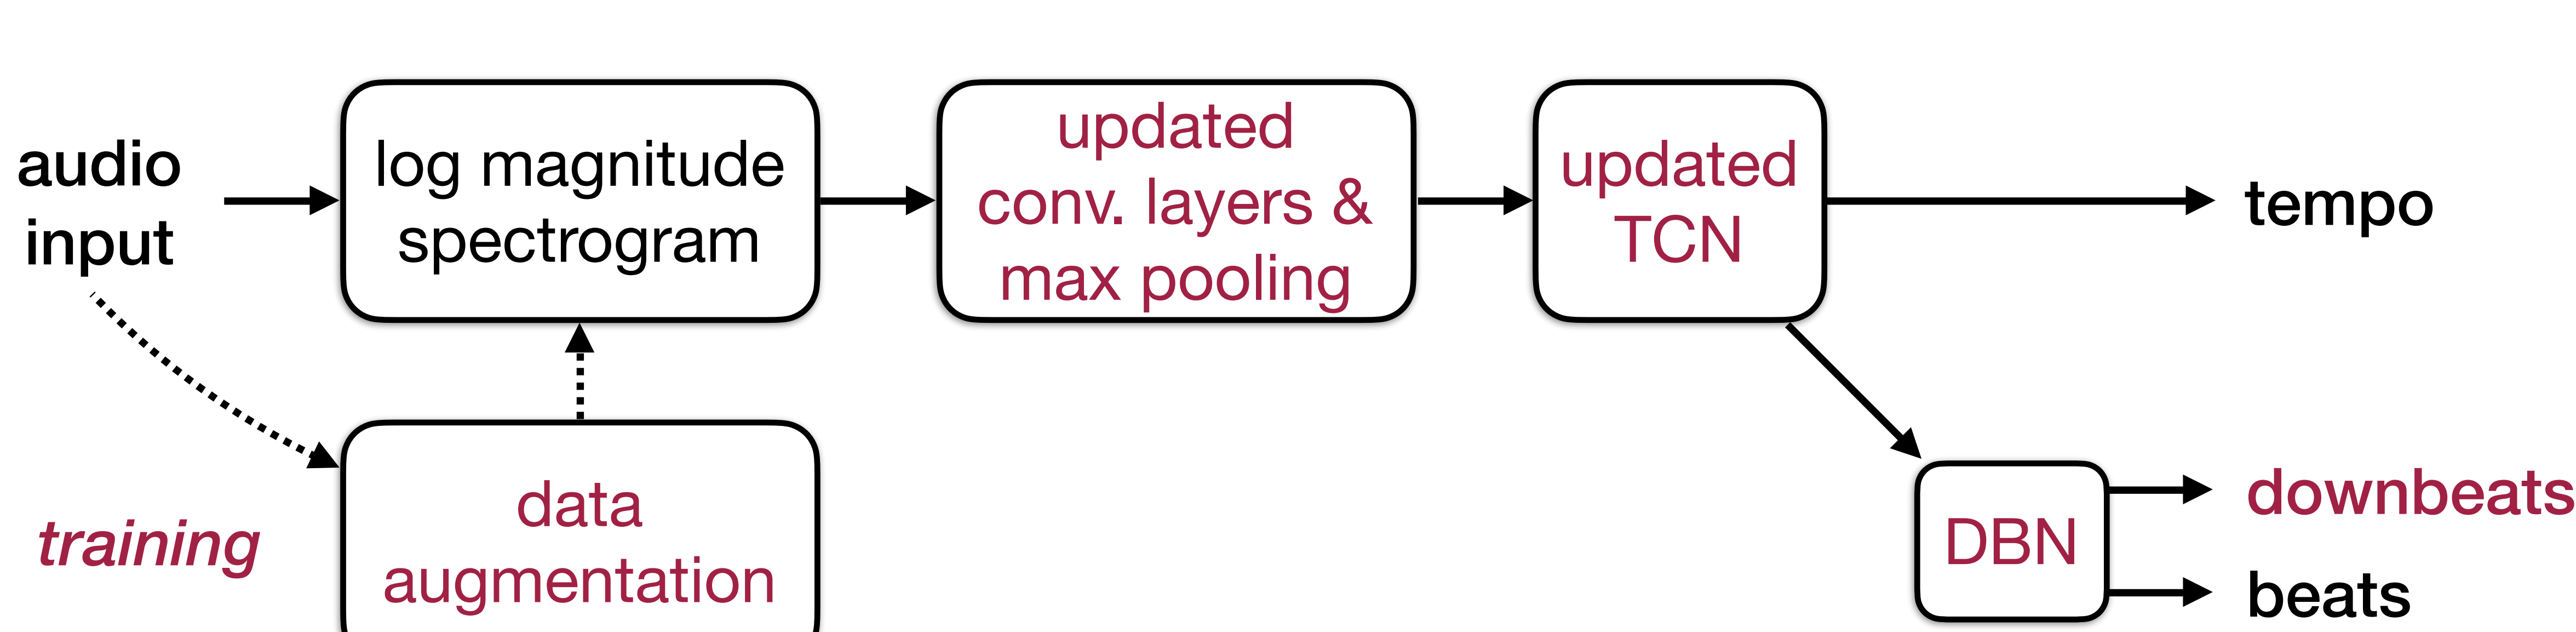 audio
input
log magnitude
spectrogram
updated
conv. layers &
max pooling
updated
TCN
tempo
training
data
augmentation
DBN
downbeats
beats